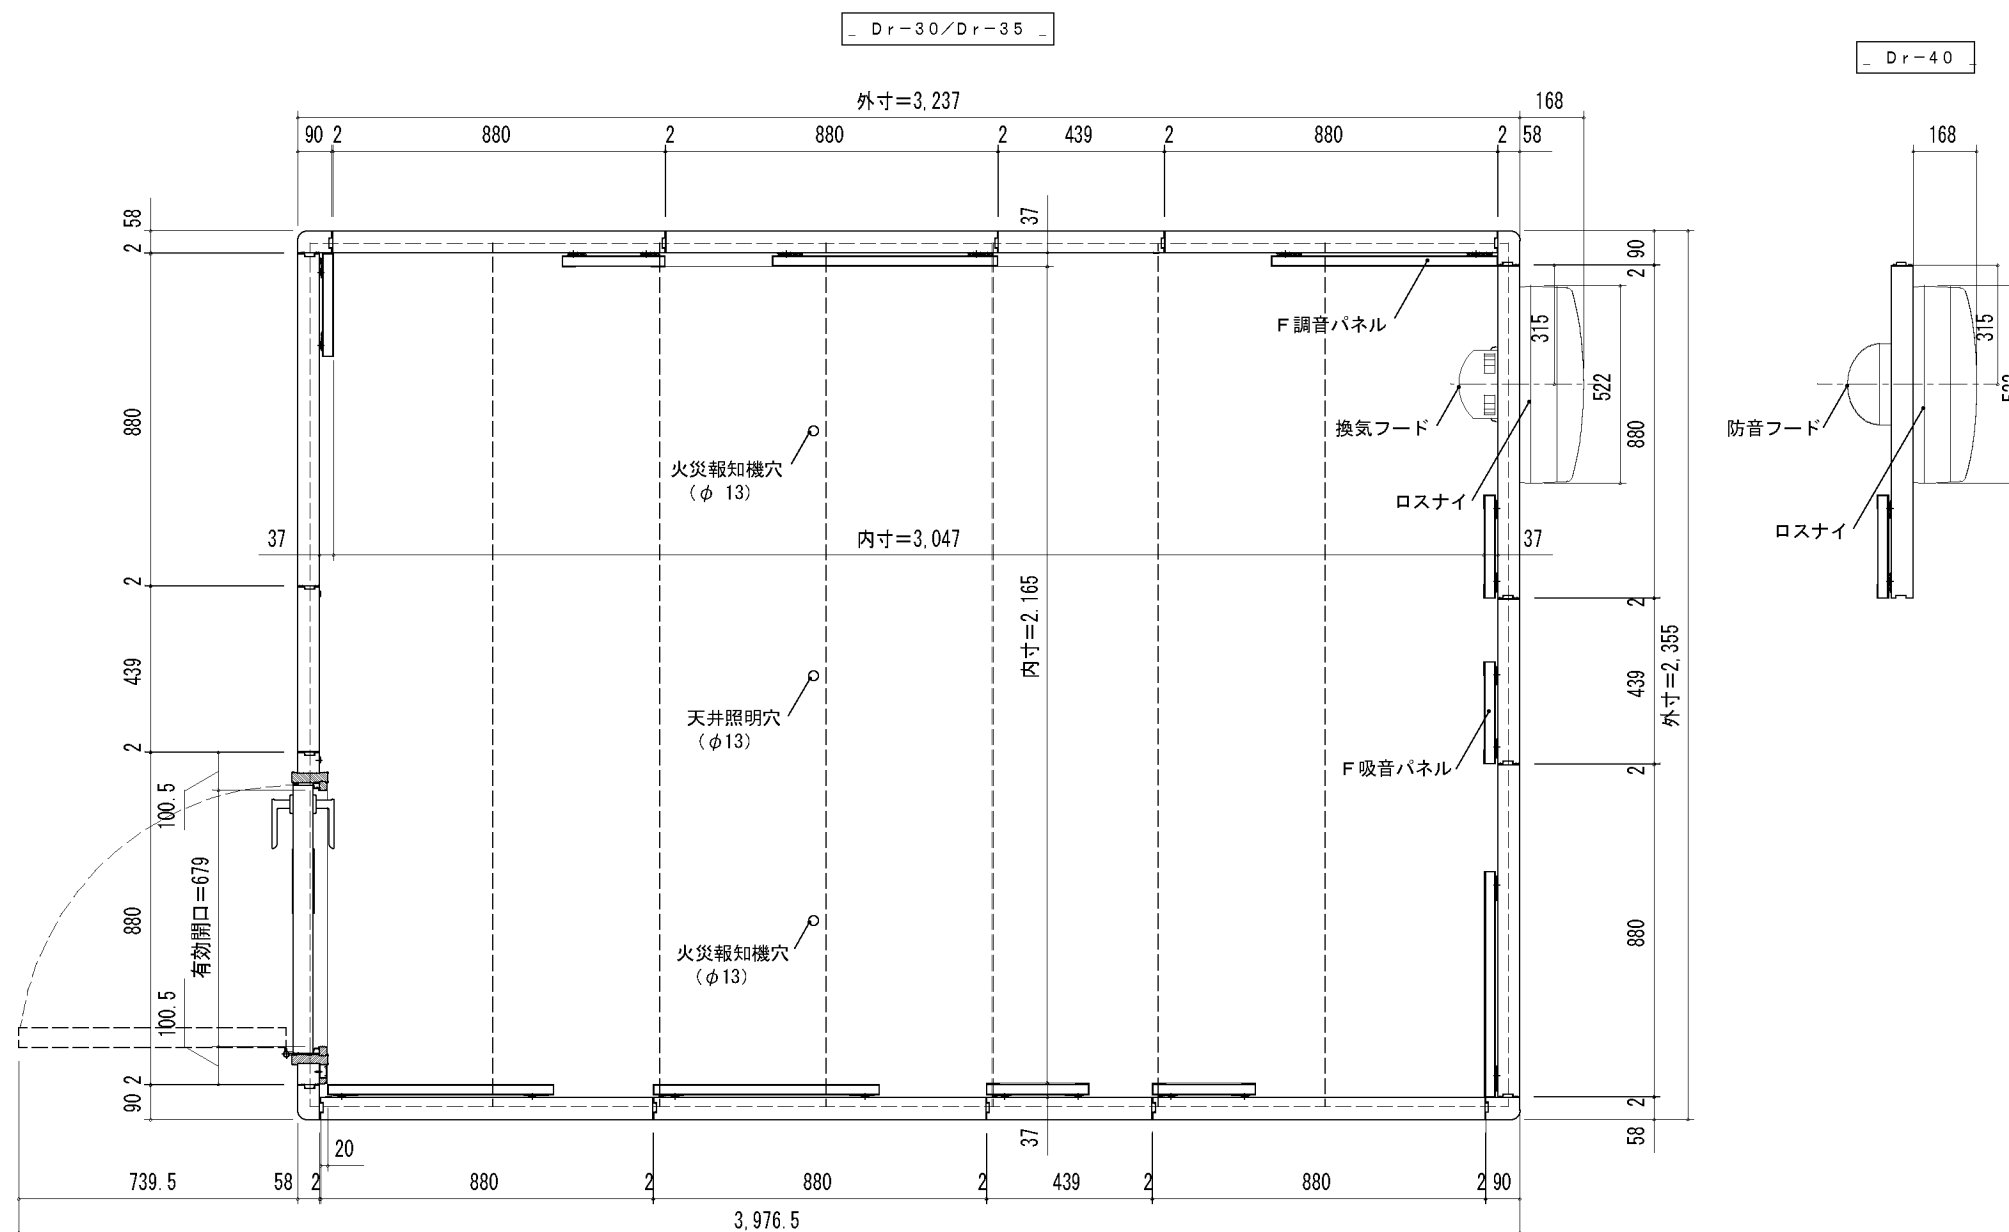 Dr-30/Dr-35
Dr-40
外寸=3,237
168
90
2
880
2
880
2
439
2
880
2
58
168
58
2
880
2
439
2
880
2
90
37
90
2
880
2
439
2
880
2
58
外寸=2,355
315
522
315
F調音パネル
換気フード
ロスナイ
防音フード
ロスナイ
火災報知機穴
(φ 13)
37
内寸=3,047
37
内寸=2.165
天井照明穴
(φ13)
F吸音パネル
100.5
有効開口=679
100.5
火災報知機穴
(φ13)
37
20
739.5
58
2
880
2
880
2
439
2
880
2
90
3,976.5